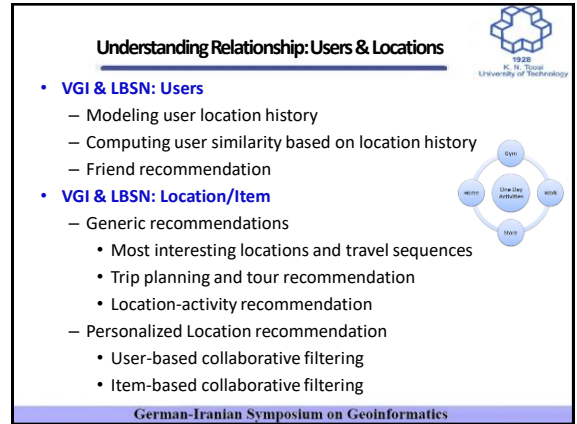 Understanding Relationship: Users & Locations
1928
K. N. Toosi
University of Technology
• VGI & LBSN: Users
– Modeling user location history
– Computing user similarity based on location history
– Friend recommendation
• VGI & LBSN: Location/Item
– Generic recommendations
• Most interesting locations and travel sequences
• Trip planning and tour recommendation
• Location-activity recommendation
– Personalized Location recommendation
• User-based collaborative filtering
• Item-based collaborative filtering
Gym
Home
One Day
Activities
Work
Store
German-Iranian Symposium on Geoinformatics